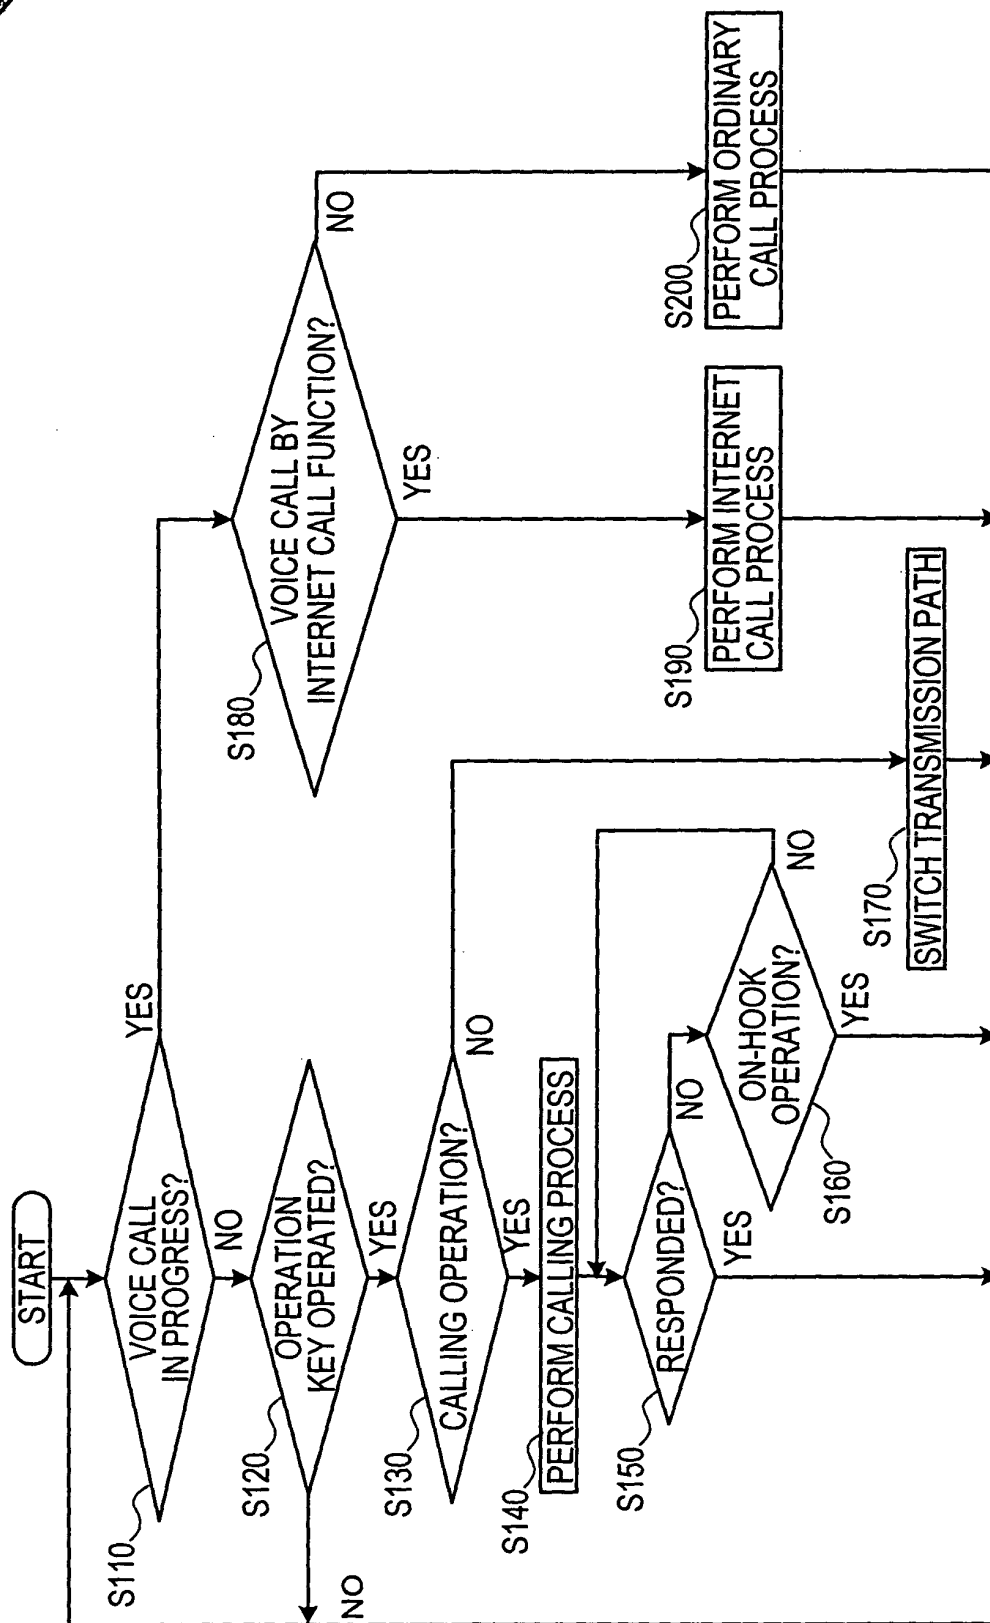 START
S110
VOICE CALL
IN PROGRESS?
YES
NO
S120
OPERATION
KEY OPERATED?
NO
YES
S130
CALLING OPERATION?
NO
YES
S140
PERFORM CALLING PROCESS
S150
RESPONDED?
NO
YES
S160
ON-HOOK
OPERATION?
NO
YES
S170
SWITCH TRANSMISSION PATH
S180
VOICE CALL BY
INTERNET CALL FUNCTION?
NO
YES
S190
PERFORM INTERNET
CALL PROCESS
S200
PERFORM ORDINARY
CALL PROCESS